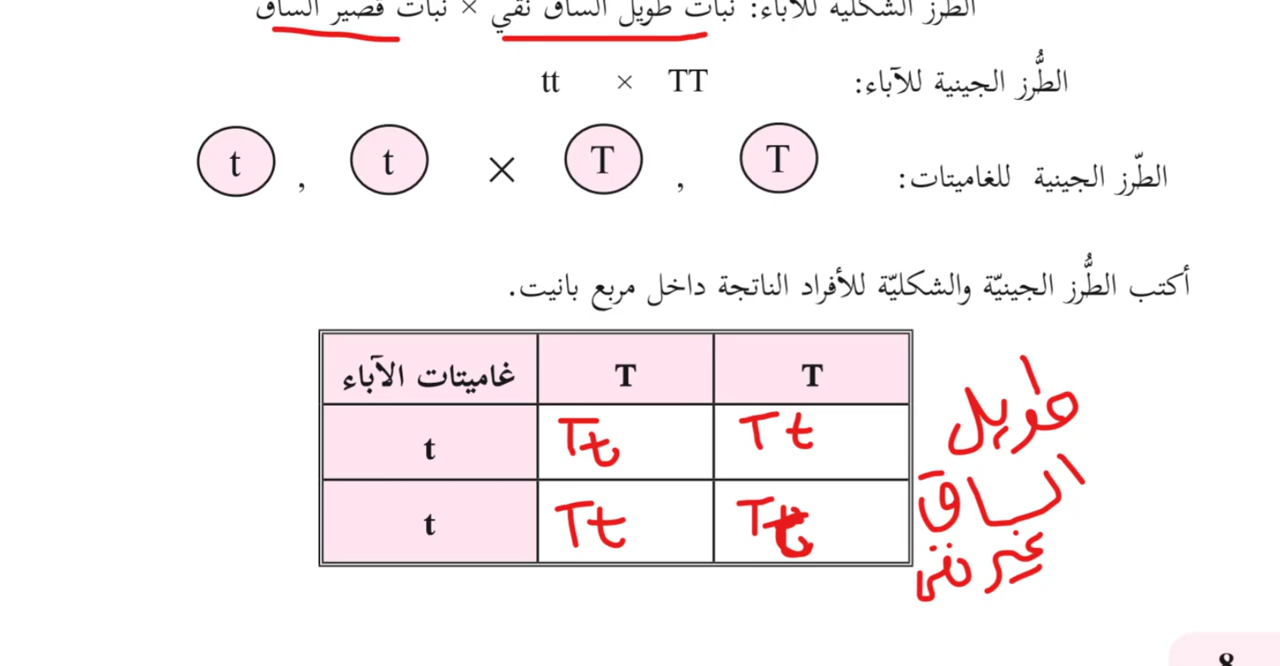 الطرز الشكلية للآباء: نبات طويل الساق نقي × نبات قصير الساق
الطُّرز الجينية للآباء: TT × tt
الطّرز الجينية للغاميتات: T , T × t , t
أكتب الطُّرز الجينيّة والشكليّة للأفراد الناتجة داخل مربع بانيت.
T T غاميتات الآباء
Tt Tt t
Tt Tt t
طويل
الساق
غير نقي
8